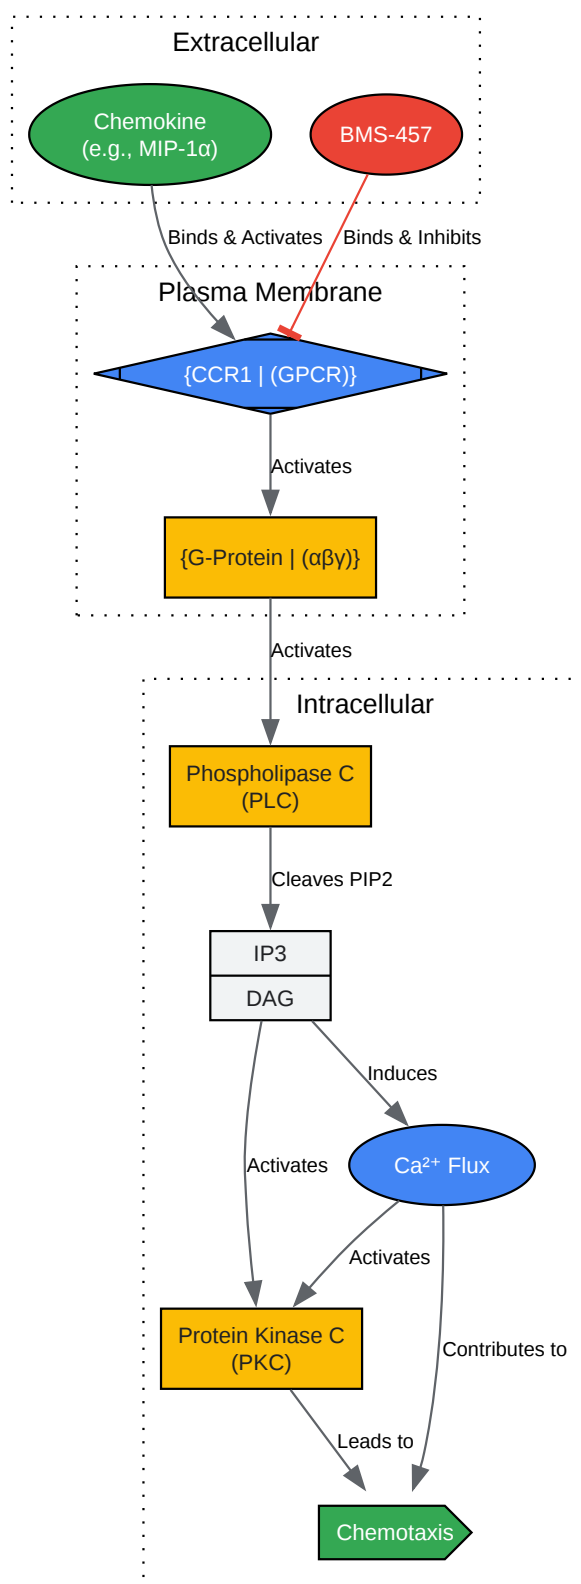 Extracellular
Chemokine
(e.g., MIP-1α)
BMS-457
Binds & Activates
Binds & Inhibits
Plasma Membrane
{CCR1 | (GPCR)}
Activates
{G-Protein | (αβγ)}
Activates
Intracellular
Phospholipase C
(PLC)
Cleaves PIP2
IP3
DAG
Induces
Activates
Ca²⁺ Flux
Activates
Protein Kinase C
(PKC)
Contributes to
Leads to
Chemotaxis